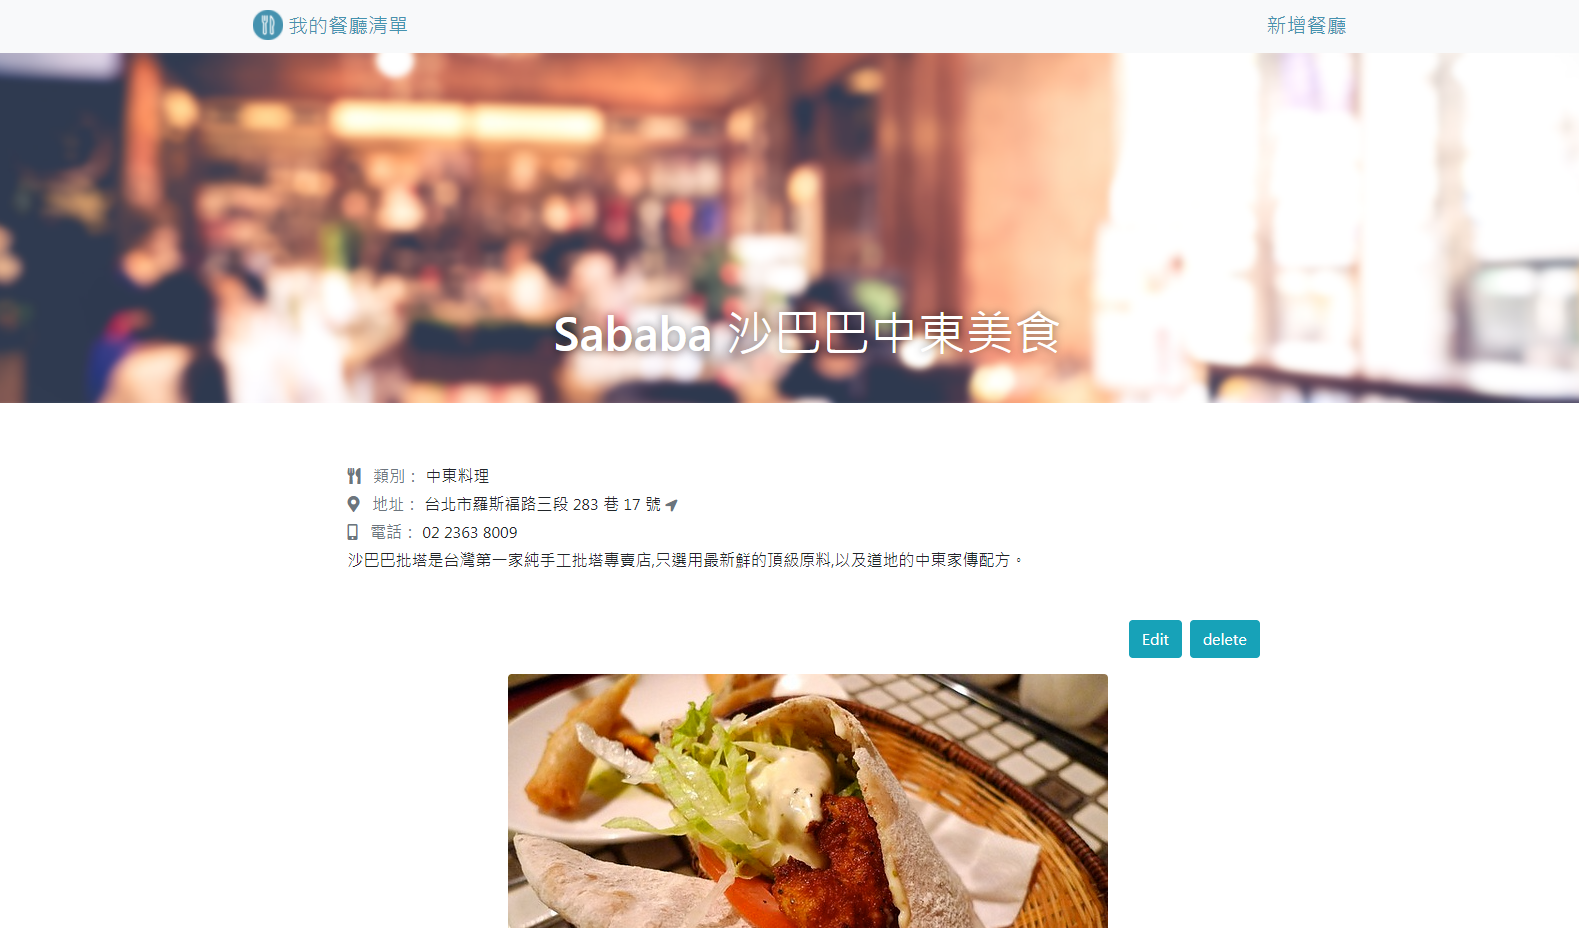 我的餐廳清單
新增餐廳
Sababa 沙巴巴中東美食
類別： 中東料理
地址： 台北市羅斯福路三段 283 巷 17 號
電話： 02 2363 8009
沙巴巴批塔是台灣第一家純手工批塔專賣店,只選用最新鮮的頂級原料,以及道地的中東家傳配方。
Edit
delete